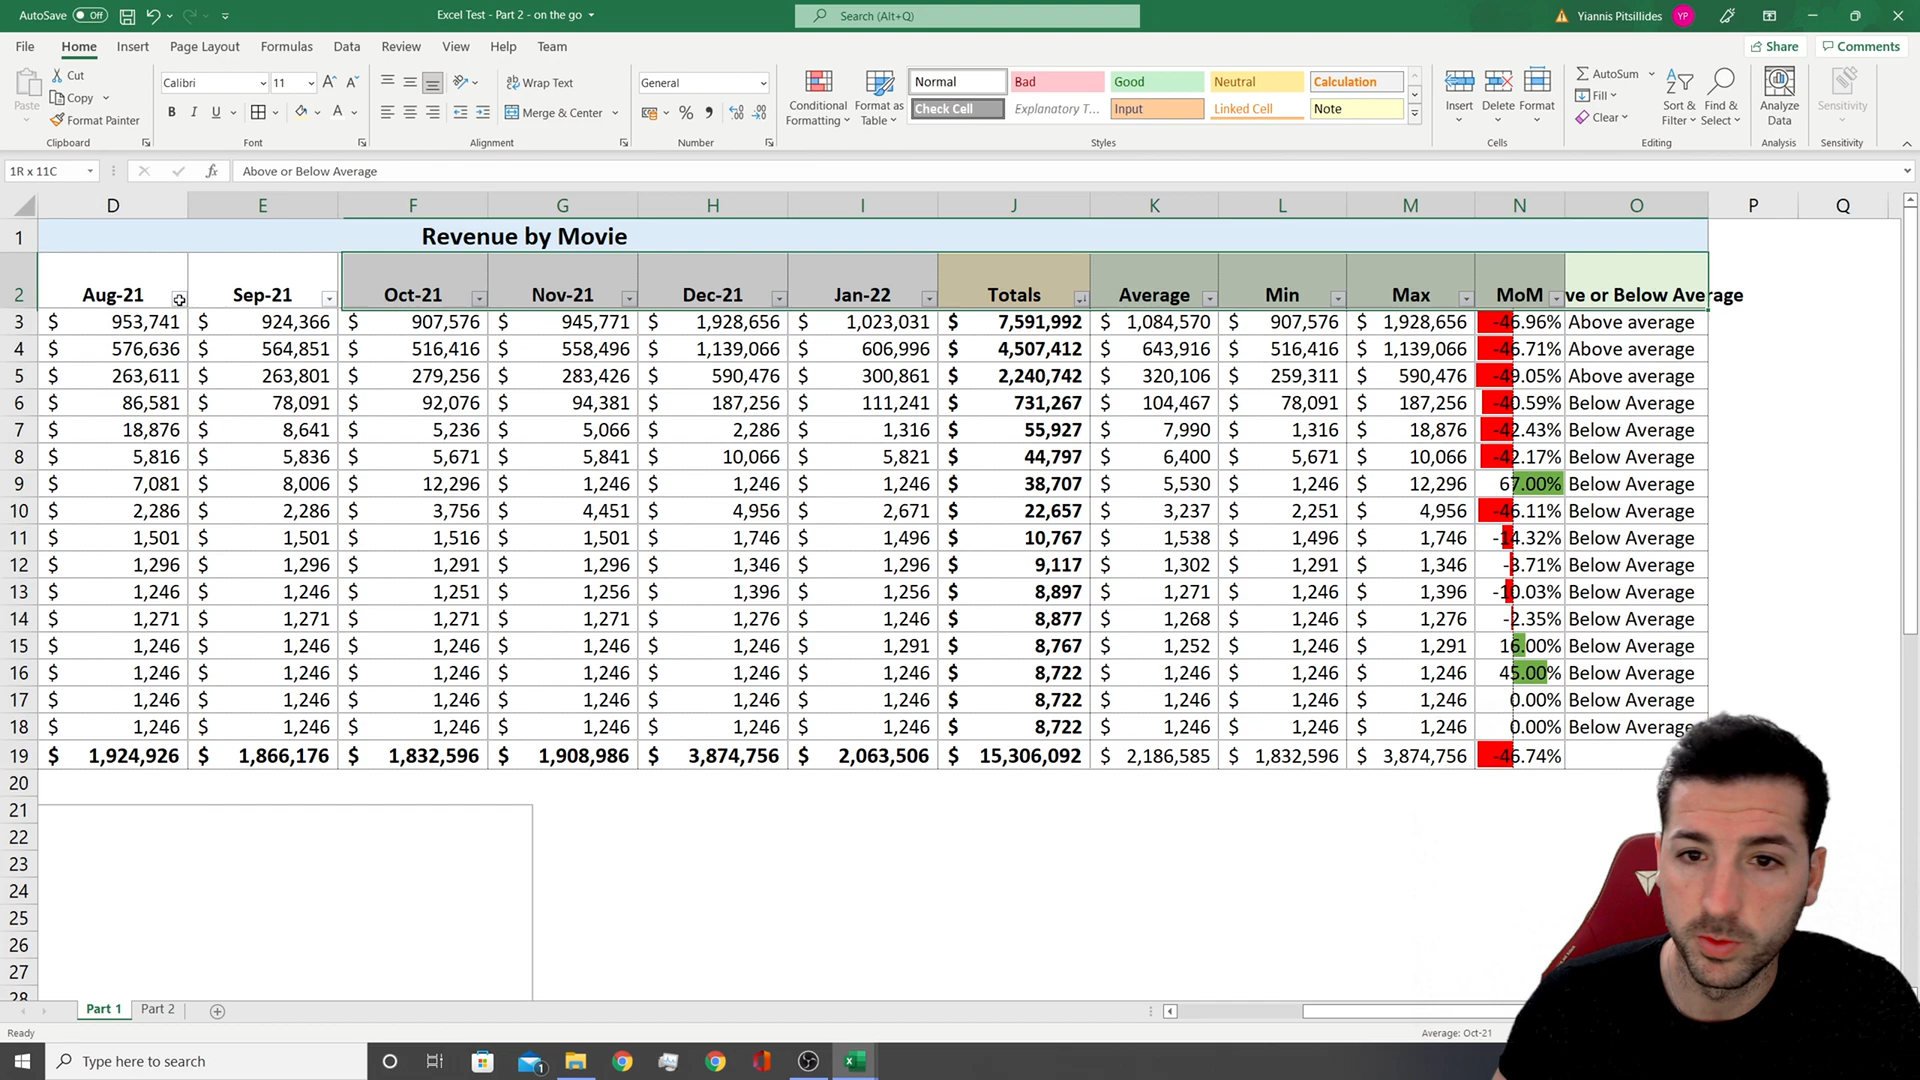 AutoSave Off Excel Test - Part 2 - on the go Search (Alt+Q) Yiannis Pitsillides YP
File Home Insert Page Layout Formulas Data Review View Help Team Share Comments
Paste Cut Copy Format Painter Clipboard
Calibri 11 B I U Font
Wrap Text Merge & Center Alignment
General % Number
Conditional Formatting Format as Table
Normal Bad Good Neutral Calculation
Check Cell Explanatory T... Input Linked Cell Note
Styles
Insert Delete Format Cells
AutoSum Fill Clear Sort & Filter Find & Select Editing
Analyze Data Analysis
Sensitivity Sensitivity
1R x 11C fx Above or Below Average
D E F G H I J K L M N O P Q
1 Revenue by Movie
2 Aug-21 Sep-21 Oct-21 Nov-21 Dec-21 Jan-22 Totals Average Min Max MoM ve or Below Average
3 $ 953,741 $ 924,366 $ 907,576 $ 945,771 $ 1,928,656 $ 1,023,031 $ 7,591,992 $ 1,084,570 $ 907,576 $ 1,928,656 -46.96% Above average
4 $ 576,636 $ 564,851 $ 516,416 $ 558,496 $ 1,139,066 $ 606,996 $ 4,507,412 $ 643,916 $ 516,416 $ 1,139,066 -46.71% Above average
5 $ 263,611 $ 263,801 $ 279,256 $ 283,426 $ 590,476 $ 300,861 $ 2,240,742 $ 320,106 $ 259,311 $ 590,476 -49.05% Above average
6 $ 86,581 $ 78,091 $ 92,076 $ 94,381 $ 187,256 $ 111,241 $ 731,267 $ 104,467 $ 78,091 $ 187,256 -40.59% Below Average
7 $ 18,876 $ 8,641 $ 5,236 $ 5,066 $ 2,286 $ 1,316 $ 55,927 $ 7,990 $ 1,316 $ 18,876 -42.43% Below Average
8 $ 5,816 $ 5,836 $ 5,671 $ 5,841 $ 10,066 $ 5,821 $ 44,797 $ 6,400 $ 5,671 $ 10,066 -42.17% Below Average
9 $ 7,081 $ 8,006 $ 12,296 $ 1,246 $ 1,246 $ 1,246 $ 38,707 $ 5,530 $ 1,246 $ 12,296 67.00% Below Average
10 $ 2,286 $ 2,286 $ 3,756 $ 4,451 $ 4,956 $ 2,671 $ 22,657 $ 3,237 $ 2,251 $ 4,956 -46.11% Below Average
11 $ 1,501 $ 1,501 $ 1,516 $ 1,501 $ 1,746 $ 1,496 $ 10,767 $ 1,538 $ 1,496 $ 1,746 -14.32% Below Average
12 $ 1,296 $ 1,296 $ 1,291 $ 1,296 $ 1,346 $ 1,296 $ 9,117 $ 1,302 $ 1,291 $ 1,346 -3.71% Below Average
13 $ 1,246 $ 1,246 $ 1,251 $ 1,256 $ 1,396 $ 1,256 $ 8,897 $ 1,271 $ 1,246 $ 1,396 -10.03% Below Average
14 $ 1,271 $ 1,271 $ 1,271 $ 1,271 $ 1,276 $ 1,246 $ 8,877 $ 1,268 $ 1,246 $ 1,276 -2.35% Below Average
15 $ 1,246 $ 1,246 $ 1,246 $ 1,246 $ 1,246 $ 1,291 $ 8,767 $ 1,252 $ 1,246 $ 1,291 16.00% Below Average
16 $ 1,246 $ 1,246 $ 1,246 $ 1,246 $ 1,246 $ 1,246 $ 8,722 $ 1,246 $ 1,246 $ 1,246 45.00% Below Average
17 $ 1,246 $ 1,246 $ 1,246 $ 1,246 $ 1,246 $ 1,246 $ 8,722 $ 1,246 $ 1,246 $ 1,246 0.00% Below Average
18 $ 1,246 $ 1,246 $ 1,246 $ 1,246 $ 1,246 $ 1,246 $ 8,722 $ 1,246 $ 1,246 $ 1,246 0.00% Below Average
19 $ 1,924,926 $ 1,866,176 $ 1,832,596 $ 1,908,986 $ 3,874,756 $ 2,063,506 $ 15,306,092 $ 2,186,585 $ 1,832,596 $ 3,874,756 -46.74%
20
21
22
23
24
25
26
27
28
Part 1 Part 2
Ready Average: Oct-21
Type here to search 1